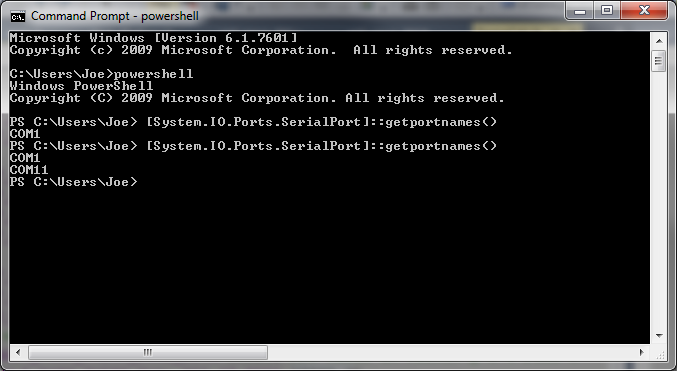 Command Prompt - powershell
Microsoft Windows [Version 6.1.7601]
Copyright (c) 2009 Microsoft Corporation.  All rights reserved.
C:\Users\Joe>powershell
Windows PowerShell
Copyright (C) 2009 Microsoft Corporation. All rights reserved.
PS C:\Users\Joe> [System.IO.Ports.SerialPort]::getportnames()
COM1
PS C:\Users\Joe> [System.IO.Ports.SerialPort]::getportnames()
COM1
COM11
PS C:\Users\Joe>